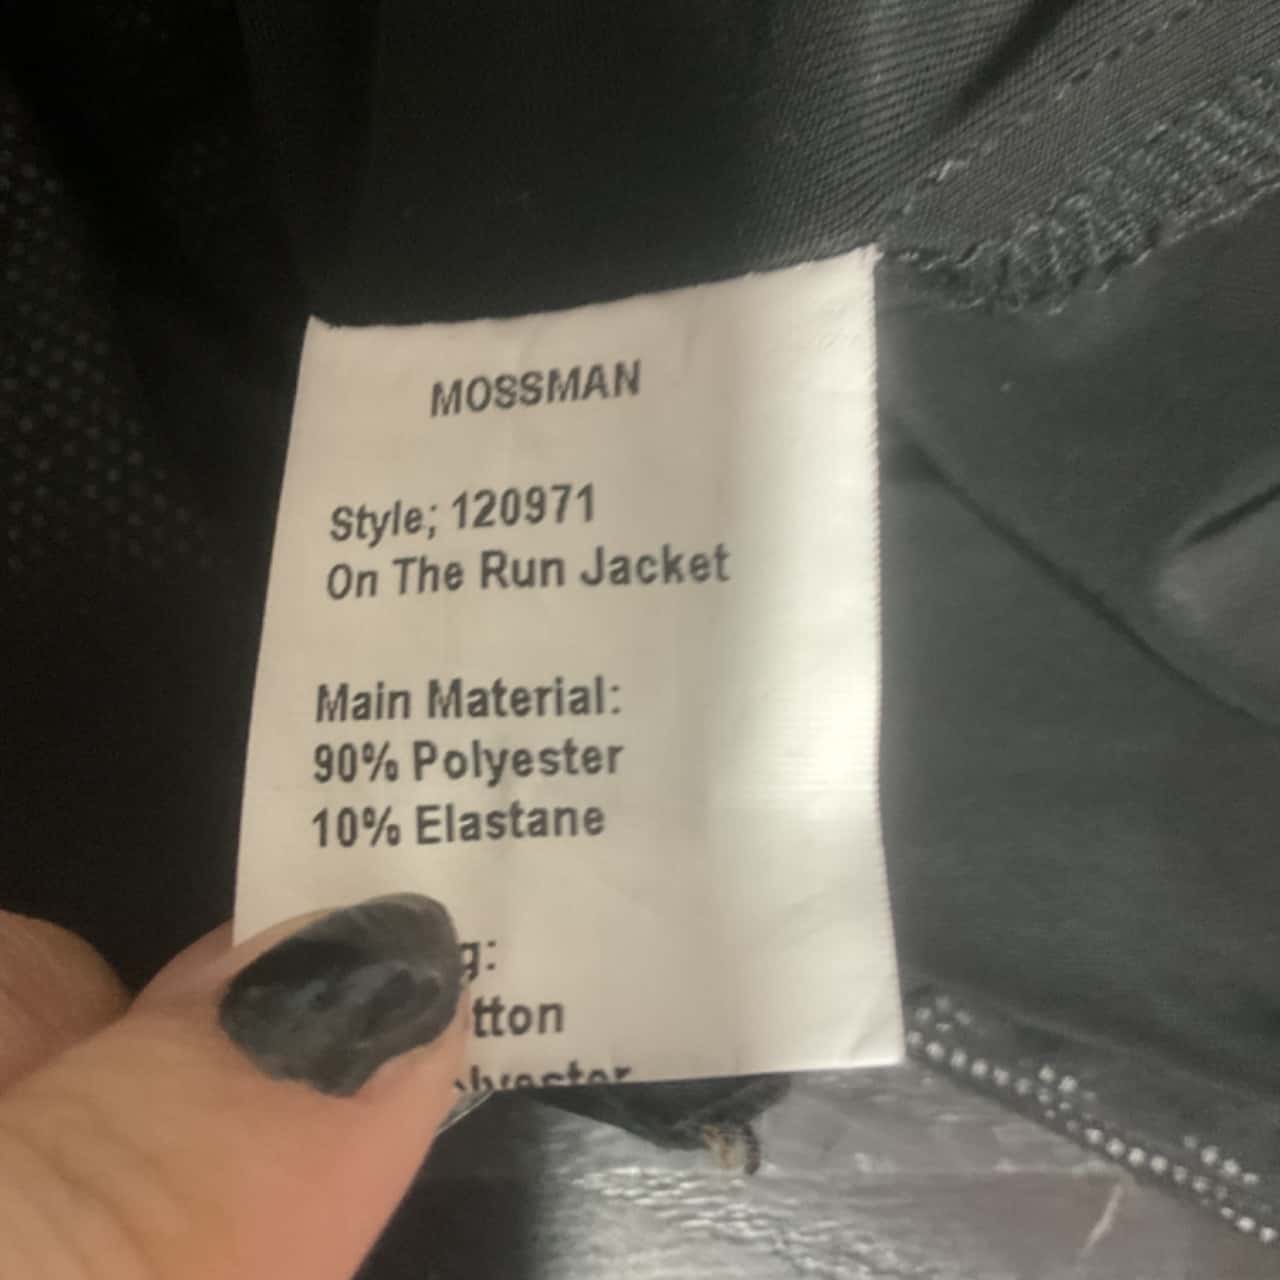 MOSSMAN
Style; 120971
On The Run Jacket
Main Material:
90% Polyester
10% Elastane